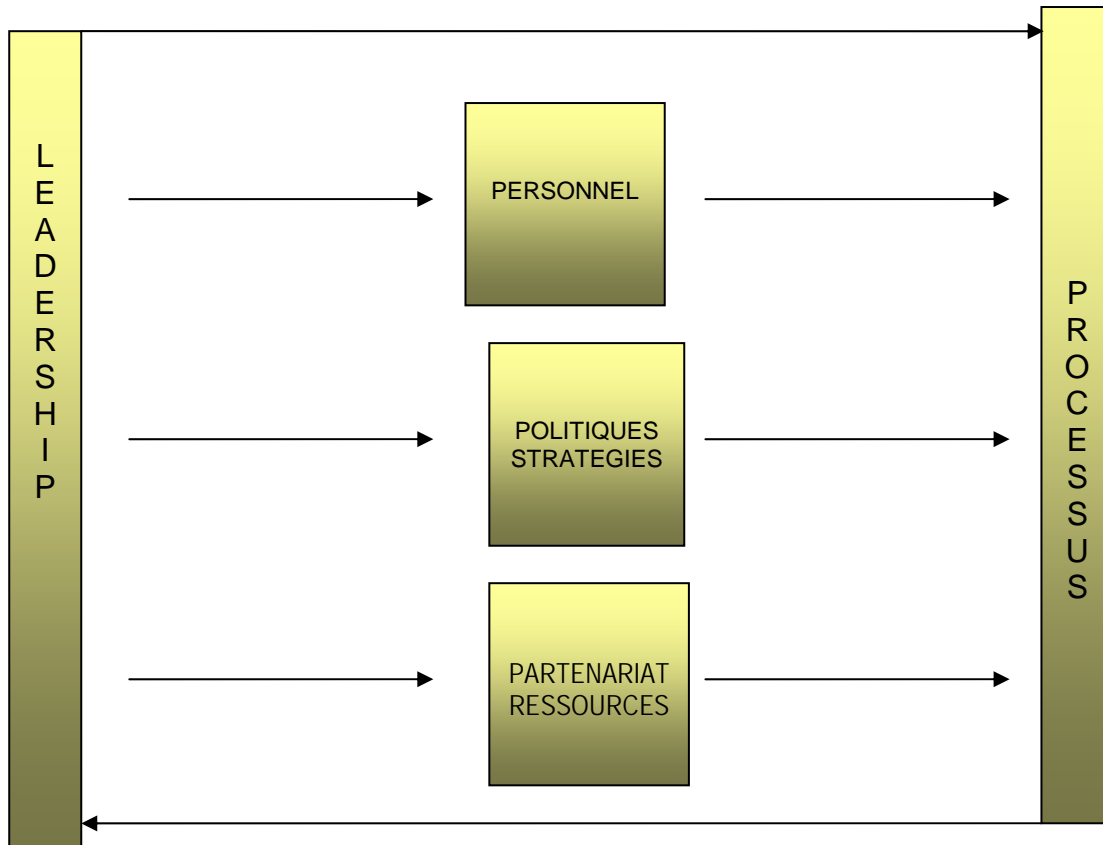 LEADERSHIP
PERSONNEL
POLITIQUES
STRATEGIES
PARTENARIAT
RESSOURCES
PROCESSUS